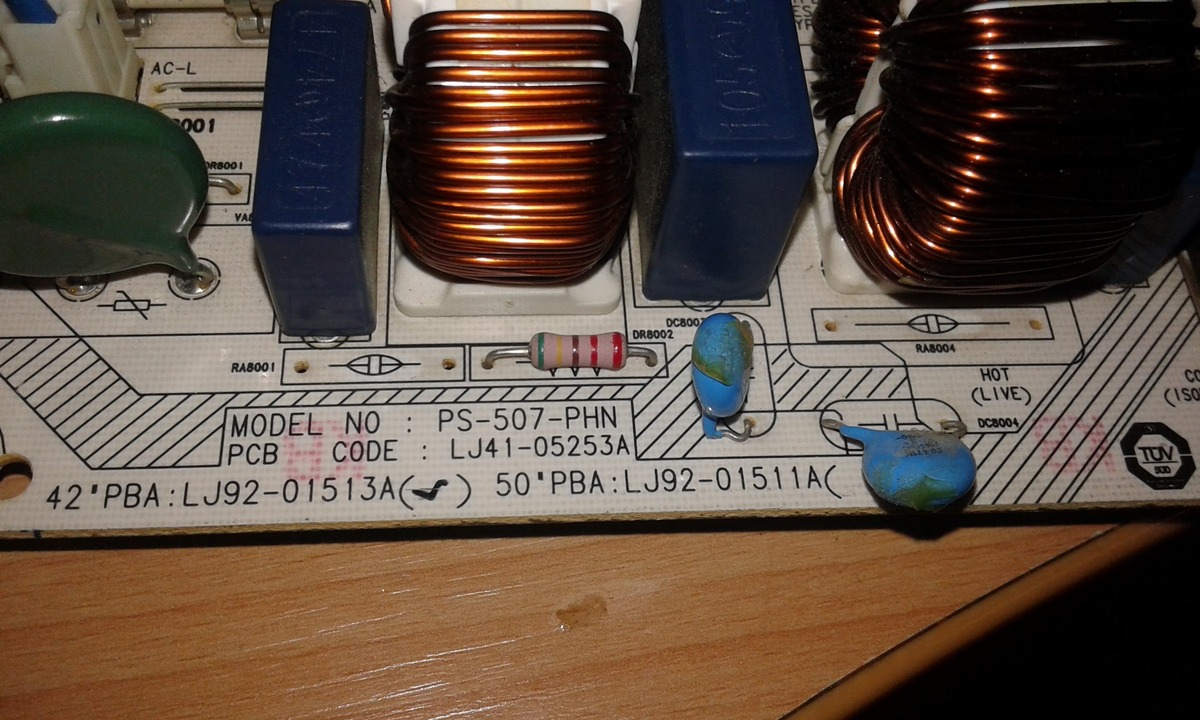 AC-L
DR8001
RA8001
DR8002
RA8004
HOT
(LIVE)
DC8004
MODEL NO : PS-507-PHN
PCB CODE : LJ41-05253A
42"PBA:LJ92-01513A( ) 50"PBA:LJ92-01511A(
TÜV